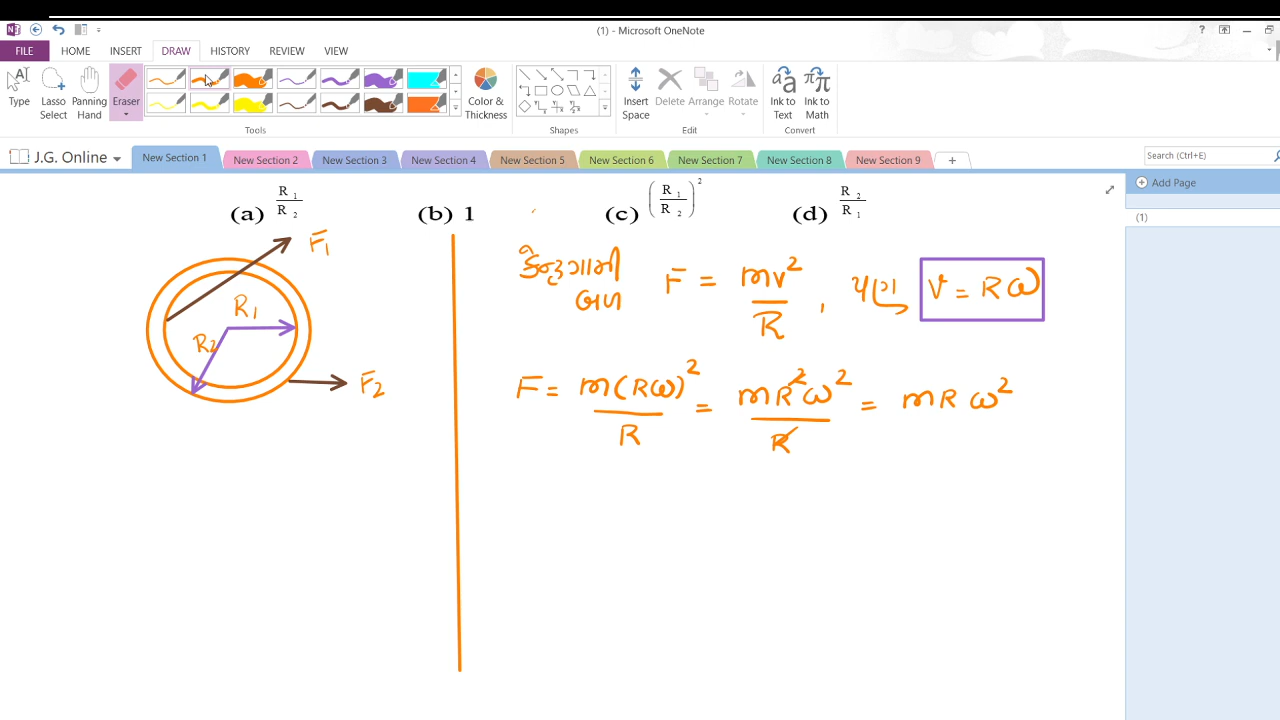 (1) - Microsoft OneNote
FILE HOME INSERT DRAW HISTORY REVIEW VIEW
Type
Lasso Select
Panning Hand
Eraser
Color & Thickness
Insert Space
Delete
Arrange
Rotate
Ink to Text
Ink to Math
Tools
Shapes
Edit
Convert
J.G. Online New Section 1 New Section 2 New Section 3 New Section 4 New Section 5 New Section 6 New Section 7 New Section 8 New Section 9
Search (Ctrl+E)
Add Page
(1)
(a) R₁/R₂ (b) 1 (c) (R₁/R₂)² (d) R₂/R₁
F₁
R₁
R₂
F₂
કેન્દ્રગામી
બળ
F = mv²/R , પણ V = Rω
F = m(Rω)²/R = mR²ω²/R = mRω²